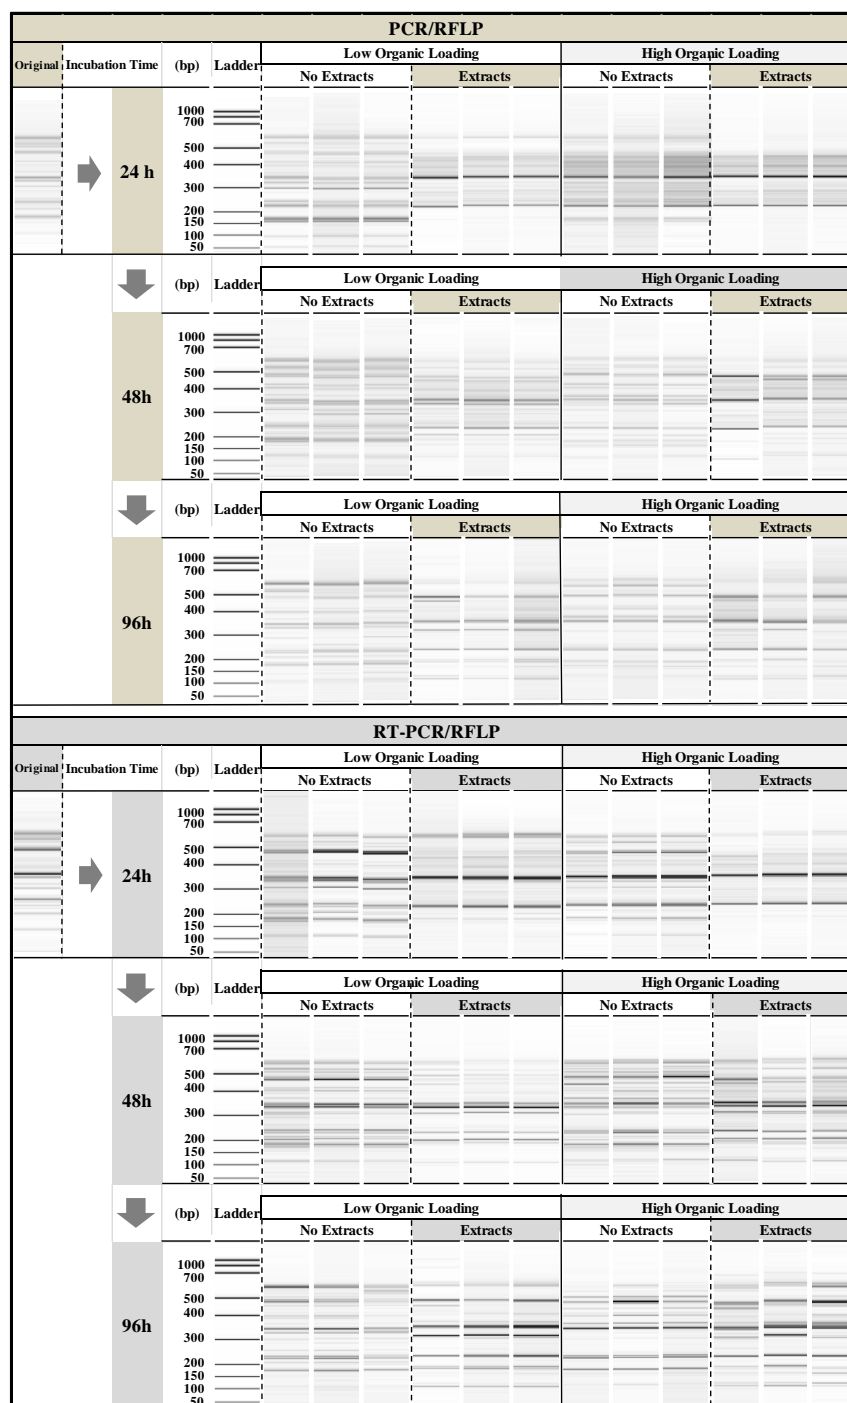 PCR/RFLP
Original Incubation Time (bp) Ladder Low Organic Loading High Organic Loading
No Extracts Extracts No Extracts Extracts
24 h
1000
700
500
400
300
200
150
100
50
(bp) Ladder Low Organic Loading High Organic Loading
No Extracts Extracts No Extracts Extracts
48h
1000
700
500
400
300
200
150
100
50
(bp) Ladder Low Organic Loading High Organic Loading
No Extracts Extracts No Extracts Extracts
96h
1000
700
500
400
300
200
150
100
50
RT-PCR/RFLP
Original Incubation Time (bp) Ladder Low Organic Loading High Organic Loading
No Extracts Extracts No Extracts Extracts
24h
1000
700
500
400
300
200
150
100
50
(bp) Ladder Low Organic Loading High Organic Loading
No Extracts Extracts No Extracts Extracts
48h
1000
700
500
400
300
200
150
100
50
(bp) Ladder Low Organic Loading High Organic Loading
No Extracts Extracts No Extracts Extracts
96h
1000
700
500
400
300
200
150
100
50